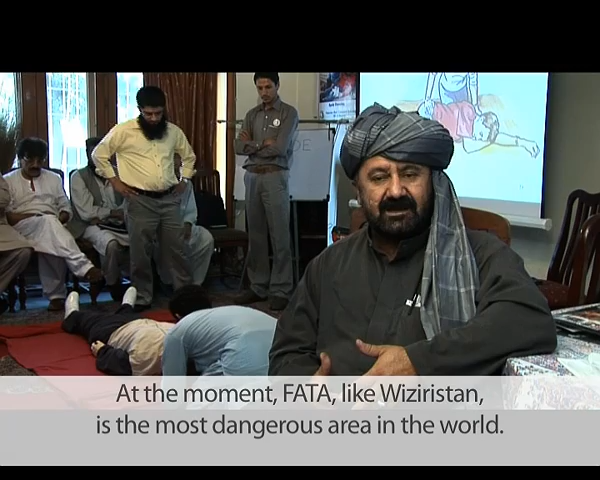 At the moment, FATA, like Wiziristan,
is the most dangerous area in the world.